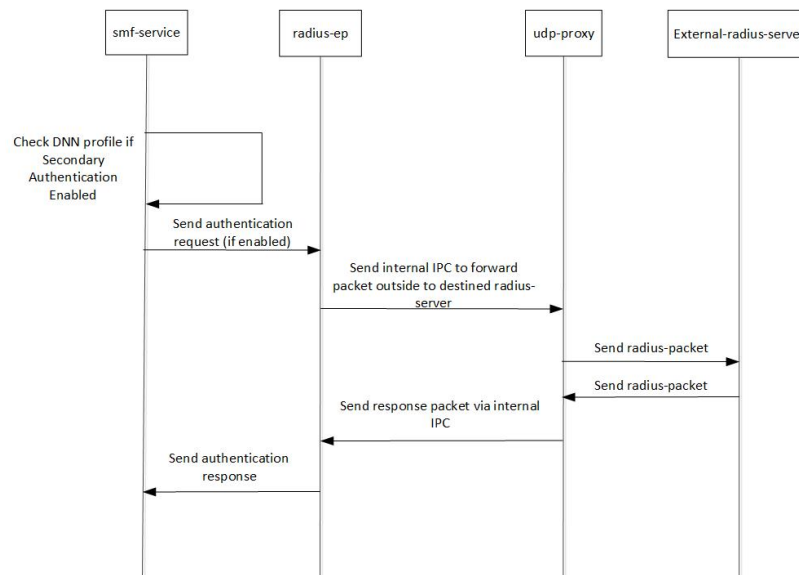 smf-service
radius-ep
udp-proxy
External-radius-serve
Check DNN profile if
Secondary
Authentication
Enabled
Send authentication
request (if enabled)
Send internal IPC to forward
packet outside to destined radius-
server
Send radius-packet
Send radius-packet
Send response packet via internal
IPC
Send authentication
response